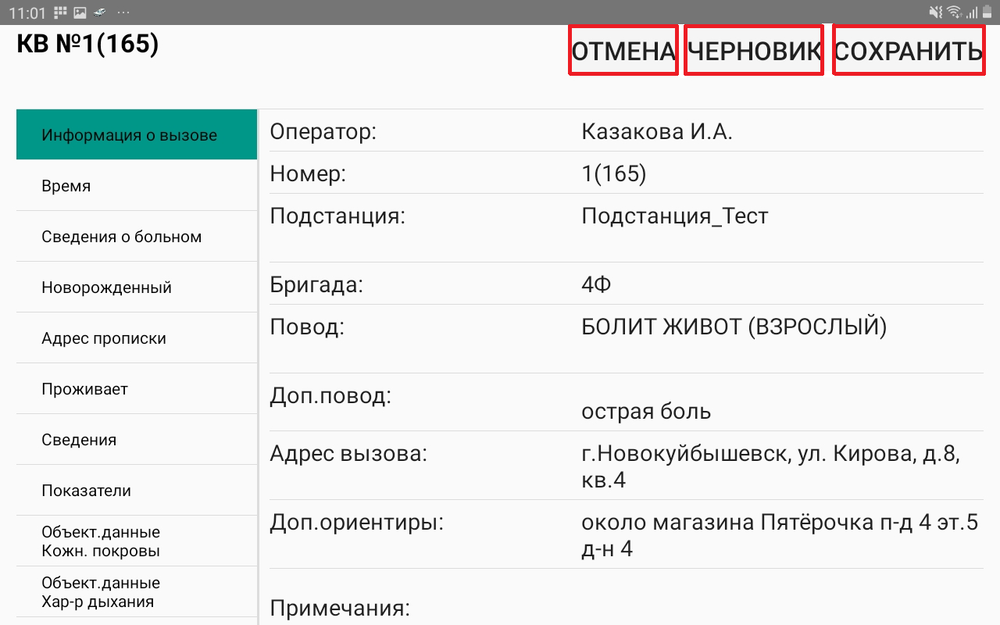 11:01
КВ №1(165)
ОТМЕНА ЧЕРНОВИК СОХРАНИТЬ
Информация о вызове
Время
Сведения о больном
Новорожденный
Адрес прописки
Проживает
Сведения
Показатели
Объект.данные
Кожн. покровы
Объект.данные
Хар-р дыхания
Оператор: Казакова И.А.
Номер: 1(165)
Подстанция: Подстанция_Тест
Бригада: 4Ф
Повод: БОЛИТ ЖИВОТ (ВЗРОСЛЫЙ)
Доп.повод: острая боль
Адрес вызова: г.Новокуйбышевск, ул. Кирова, д.8,
кв.4
Доп.ориентиры: около магазина Пятёрочка п-д 4 эт.5
д-н 4
Примечания: